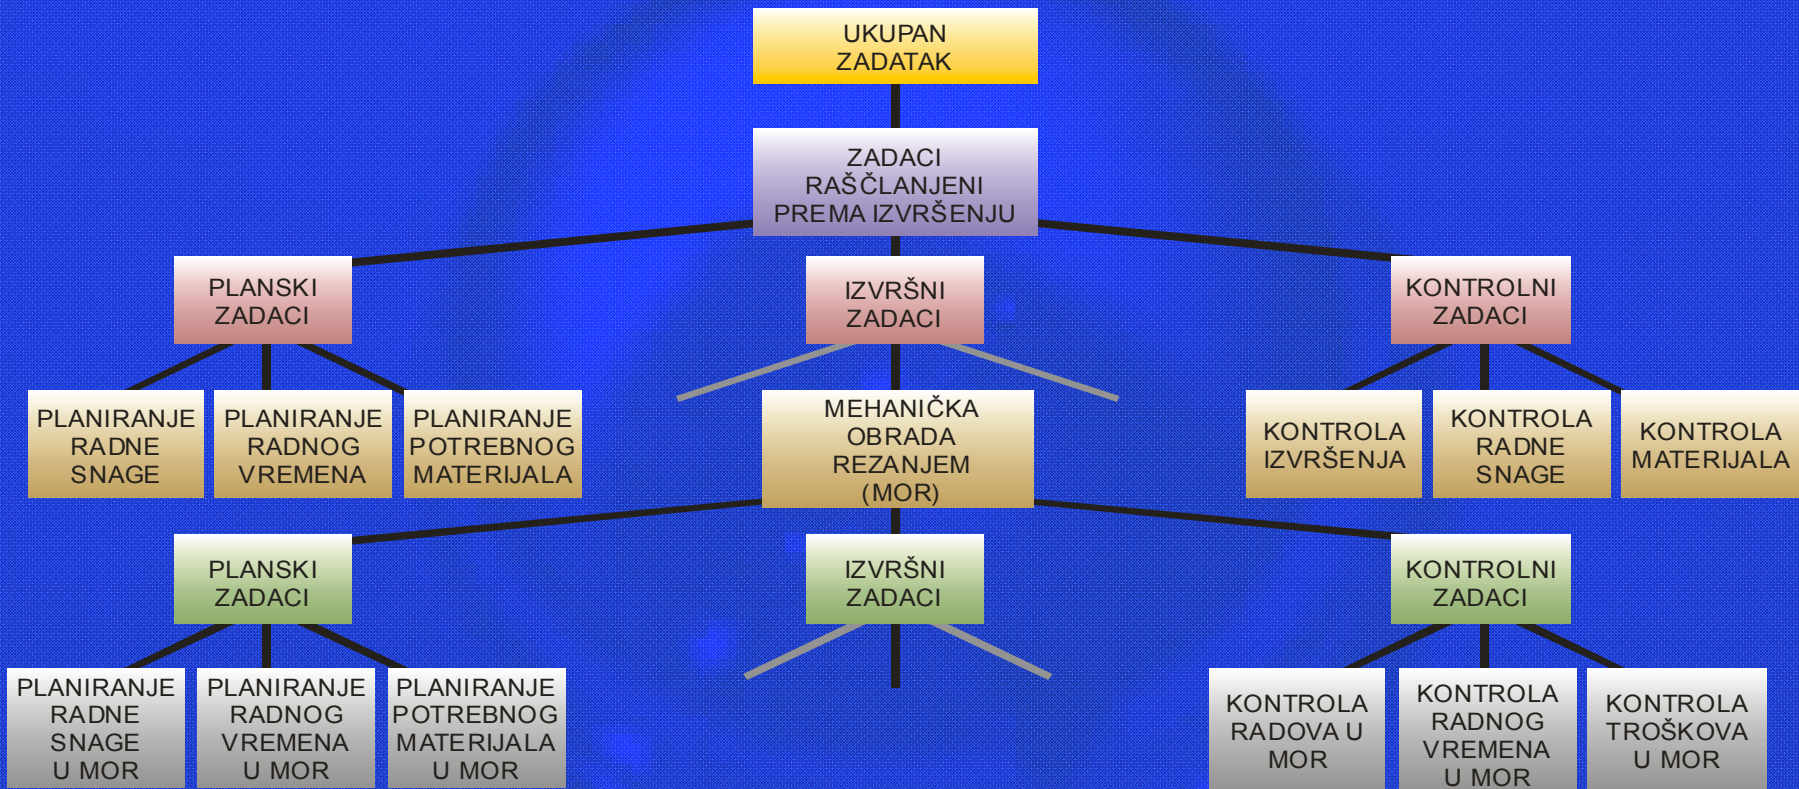 UKUPAN
ZADATAK
ZADACI
RAŠČLANJENI
PREMA IZVRŠENJU
PLANSKI
ZADACI
IZVRŠNI
ZADACI
KONTROLNI
ZADACI
PLANIRANJE
RADNE
SNAGE
PLANIRANJE
RADNOG
VREMENA
PLANIRANJE
POTREBNOG
MATERIJALA
MEHANIČKA
OBRADA
REZANJEM
(MOR)
KONTROLA
IZVRŠENJA
KONTROLA
RADNE
SNAGE
KONTROLA
MATERIJALA
PLANSKI
ZADACI
IZVRŠNI
ZADACI
KONTROLNI
ZADACI
PLANIRANJE
RADNE
SNAGE
U MOR
PLANIRANJE
RADNOG
VREMENA
U MOR
PLANIRANJE
POTREBNOG
MATERIJALA
U MOR
KONTROLA
RADOVA U
MOR
KONTROLA
RADNOG
VREMENA
U MOR
KONTROLA
TROŠKOVA
U MOR